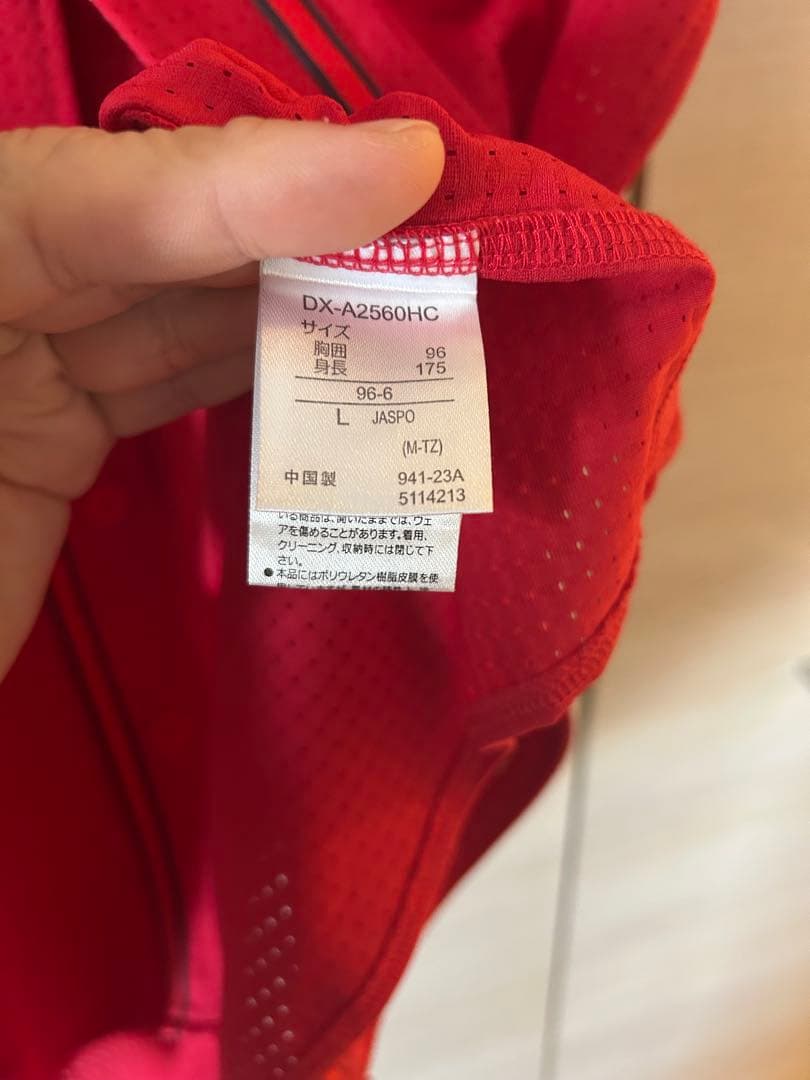 DX-A2560HC
サイズ
胸囲 96
身長 175
96-6
L JASPO
(M-TZ)
中国製 941-23A
5114213
いる商品は、開いたままでは、ウェ
アを傷めることがあります。着用、
クリーニング、収納時には閉じて下
さい。
●本品にはポリウレタン樹脂皮膜を使